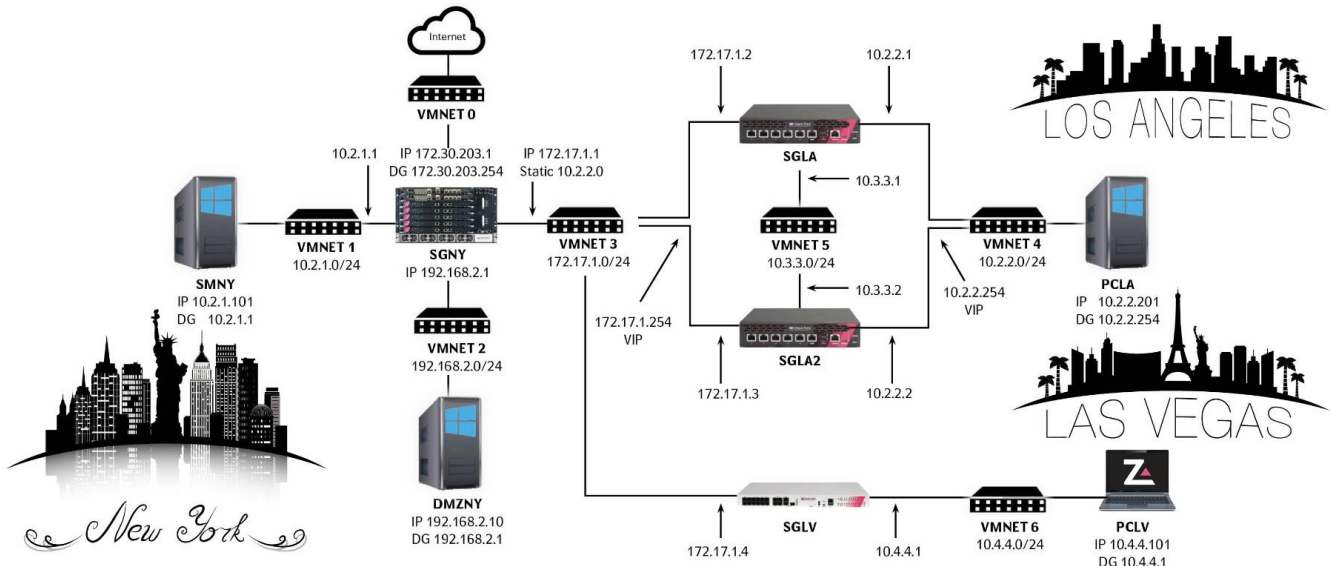 Internet
VMNET 0
10.2.1.1
IP 172.30.203.1
DG 172.30.203.254
IP 172.17.1.1
Static 10.2.2.0
SMNY
IP 10.2.1.101
DG 10.2.1.1
VMNET 1
10.2.1.0/24
SGNY
IP 192.168.2.1
VMNET 2
192.168.2.0/24
DMZNY
IP 192.168.2.10
DG 192.168.2.1
New York
VMNET 3
172.17.1.0/24
172.17.1.254
VIP
172.17.1.2
10.2.2.1
SGLA
10.3.3.1
VMNET 5
10.3.3.0/24
10.3.3.2
SGLA2
172.17.1.3
10.2.2.2
10.2.2.254
VIP
VMNET 4
10.2.2.0/24
PCLA
IP 10.2.2.201
DG 10.2.2.254
LOS ANGELES
LAS VEGAS
SGLV
172.17.1.4
10.4.4.1
VMNET 6
10.4.4.0/24
PCLV
IP 10.4.4.101
DG 10.4.4.1